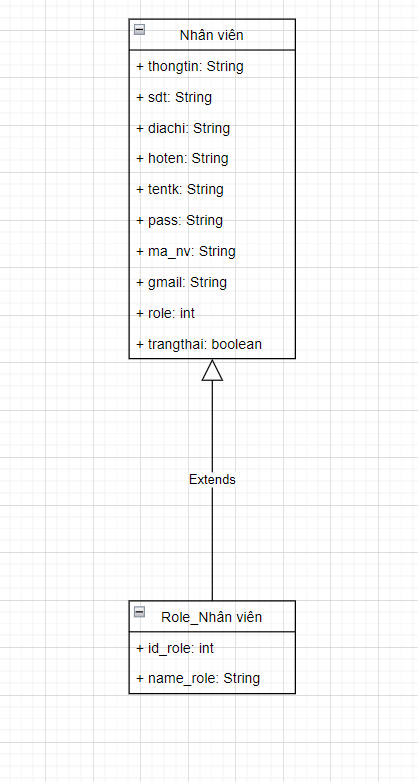 Nhân viên
+ thongtin: String
+ sdt: String
+ diachi: String
+ hoten: String
+ tentk: String
+ pass: String
+ ma_nv: String
+ gmail: String
+ role: int
+ trangthai: boolean
Extends
Role_Nhân viên
+ id_role: int
+ name_role: String